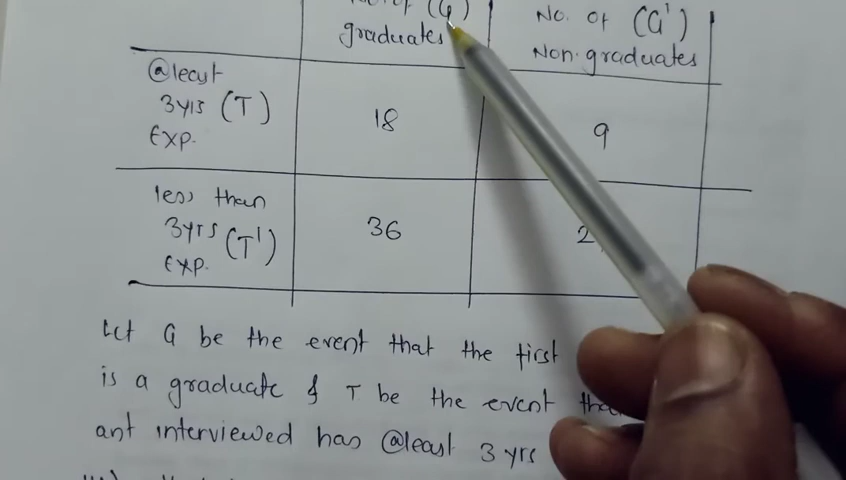 (G)
No. of (G')
graduates
Non-graduates
@least
3yrs (T)
Exp.
18
9
less than
3yrs (T')
Exp.
36
2
Let G be the event that the first
is a graduate & T be the event
ant interviewed has @least 3 yrs